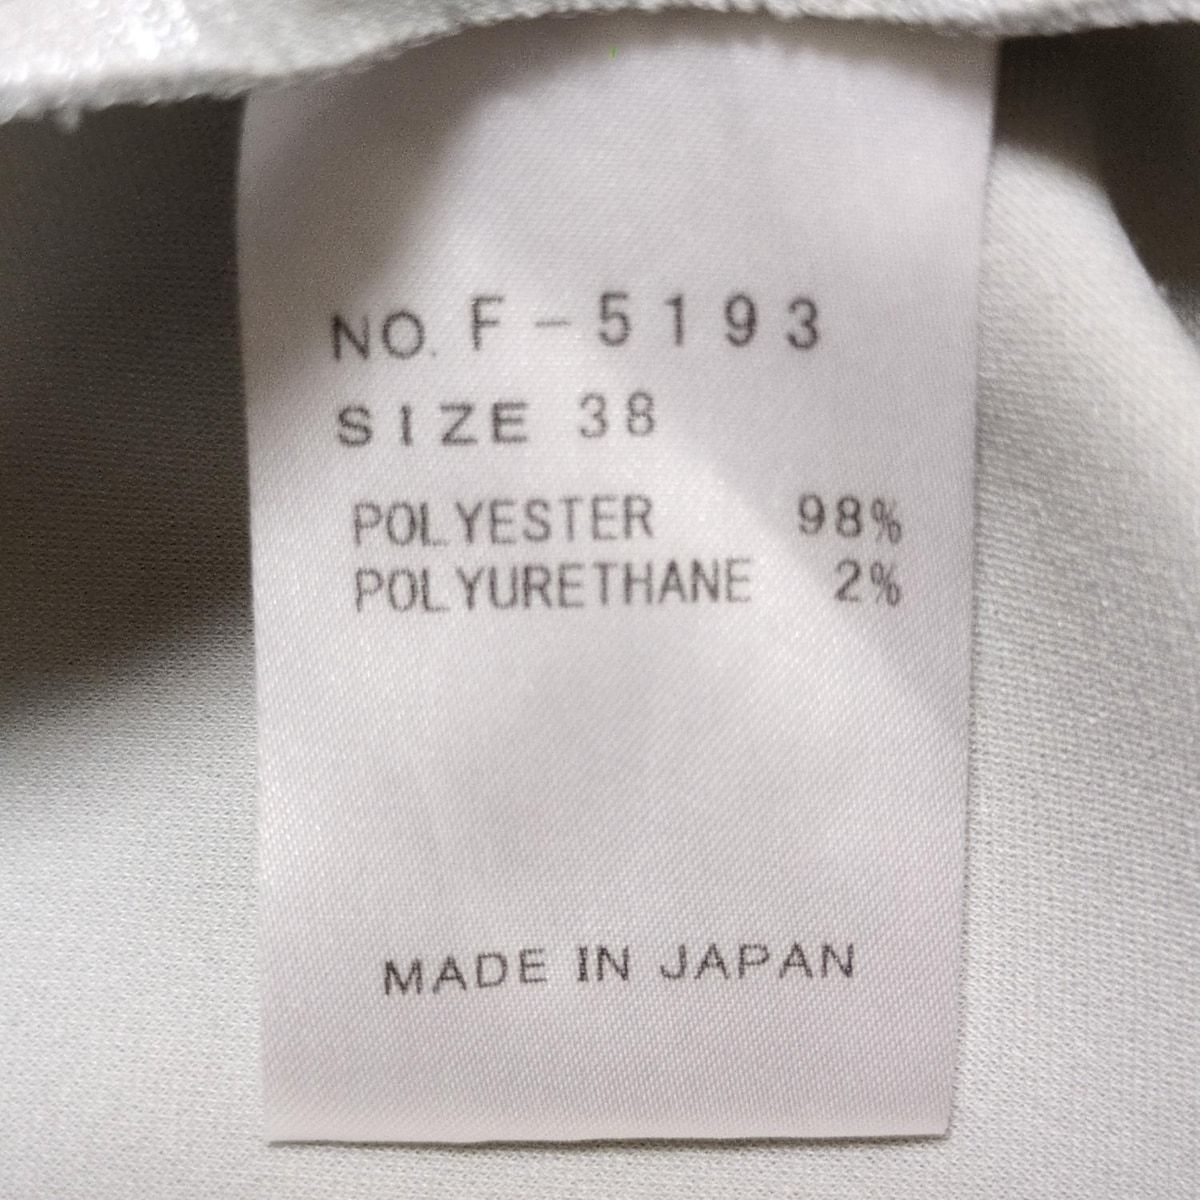 NO. F-5193
SIZE 38
POLYESTER 98%
POLYURETHANE 2%
MADE IN JAPAN